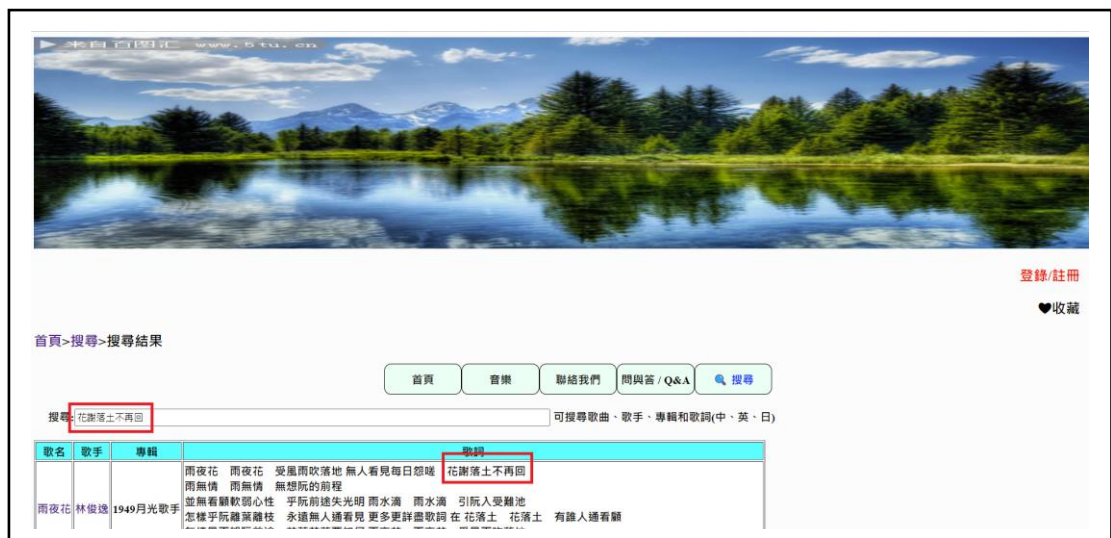 ▶ 来自百图汇 www.5tu.cn
登錄/註冊
♥收藏
首頁>搜尋>搜尋結果
首頁 音樂 聯絡我們 問與答 / Q&A 🔍 搜尋
搜尋: 花謝落土不再回 可搜尋歌曲、歌手、專輯和歌詞(中、英、日)
歌名 歌手 專輯 歌詞
雨夜花 雨夜花 受風雨吹落地 無人看見每日怨嗟 花謝落土不再回
雨無情 雨無情 無想阮的前程
雨夜花 林俊逸 1949月光歌手 並無看顧軟弱心性 乎阮前途失光明 雨水滴 雨水滴 引阮入受難池
怎樣乎阮離葉離枝 永遠無人通看見 更多更詳盡歌詞 在 花落土 花落土 有誰人通看顧